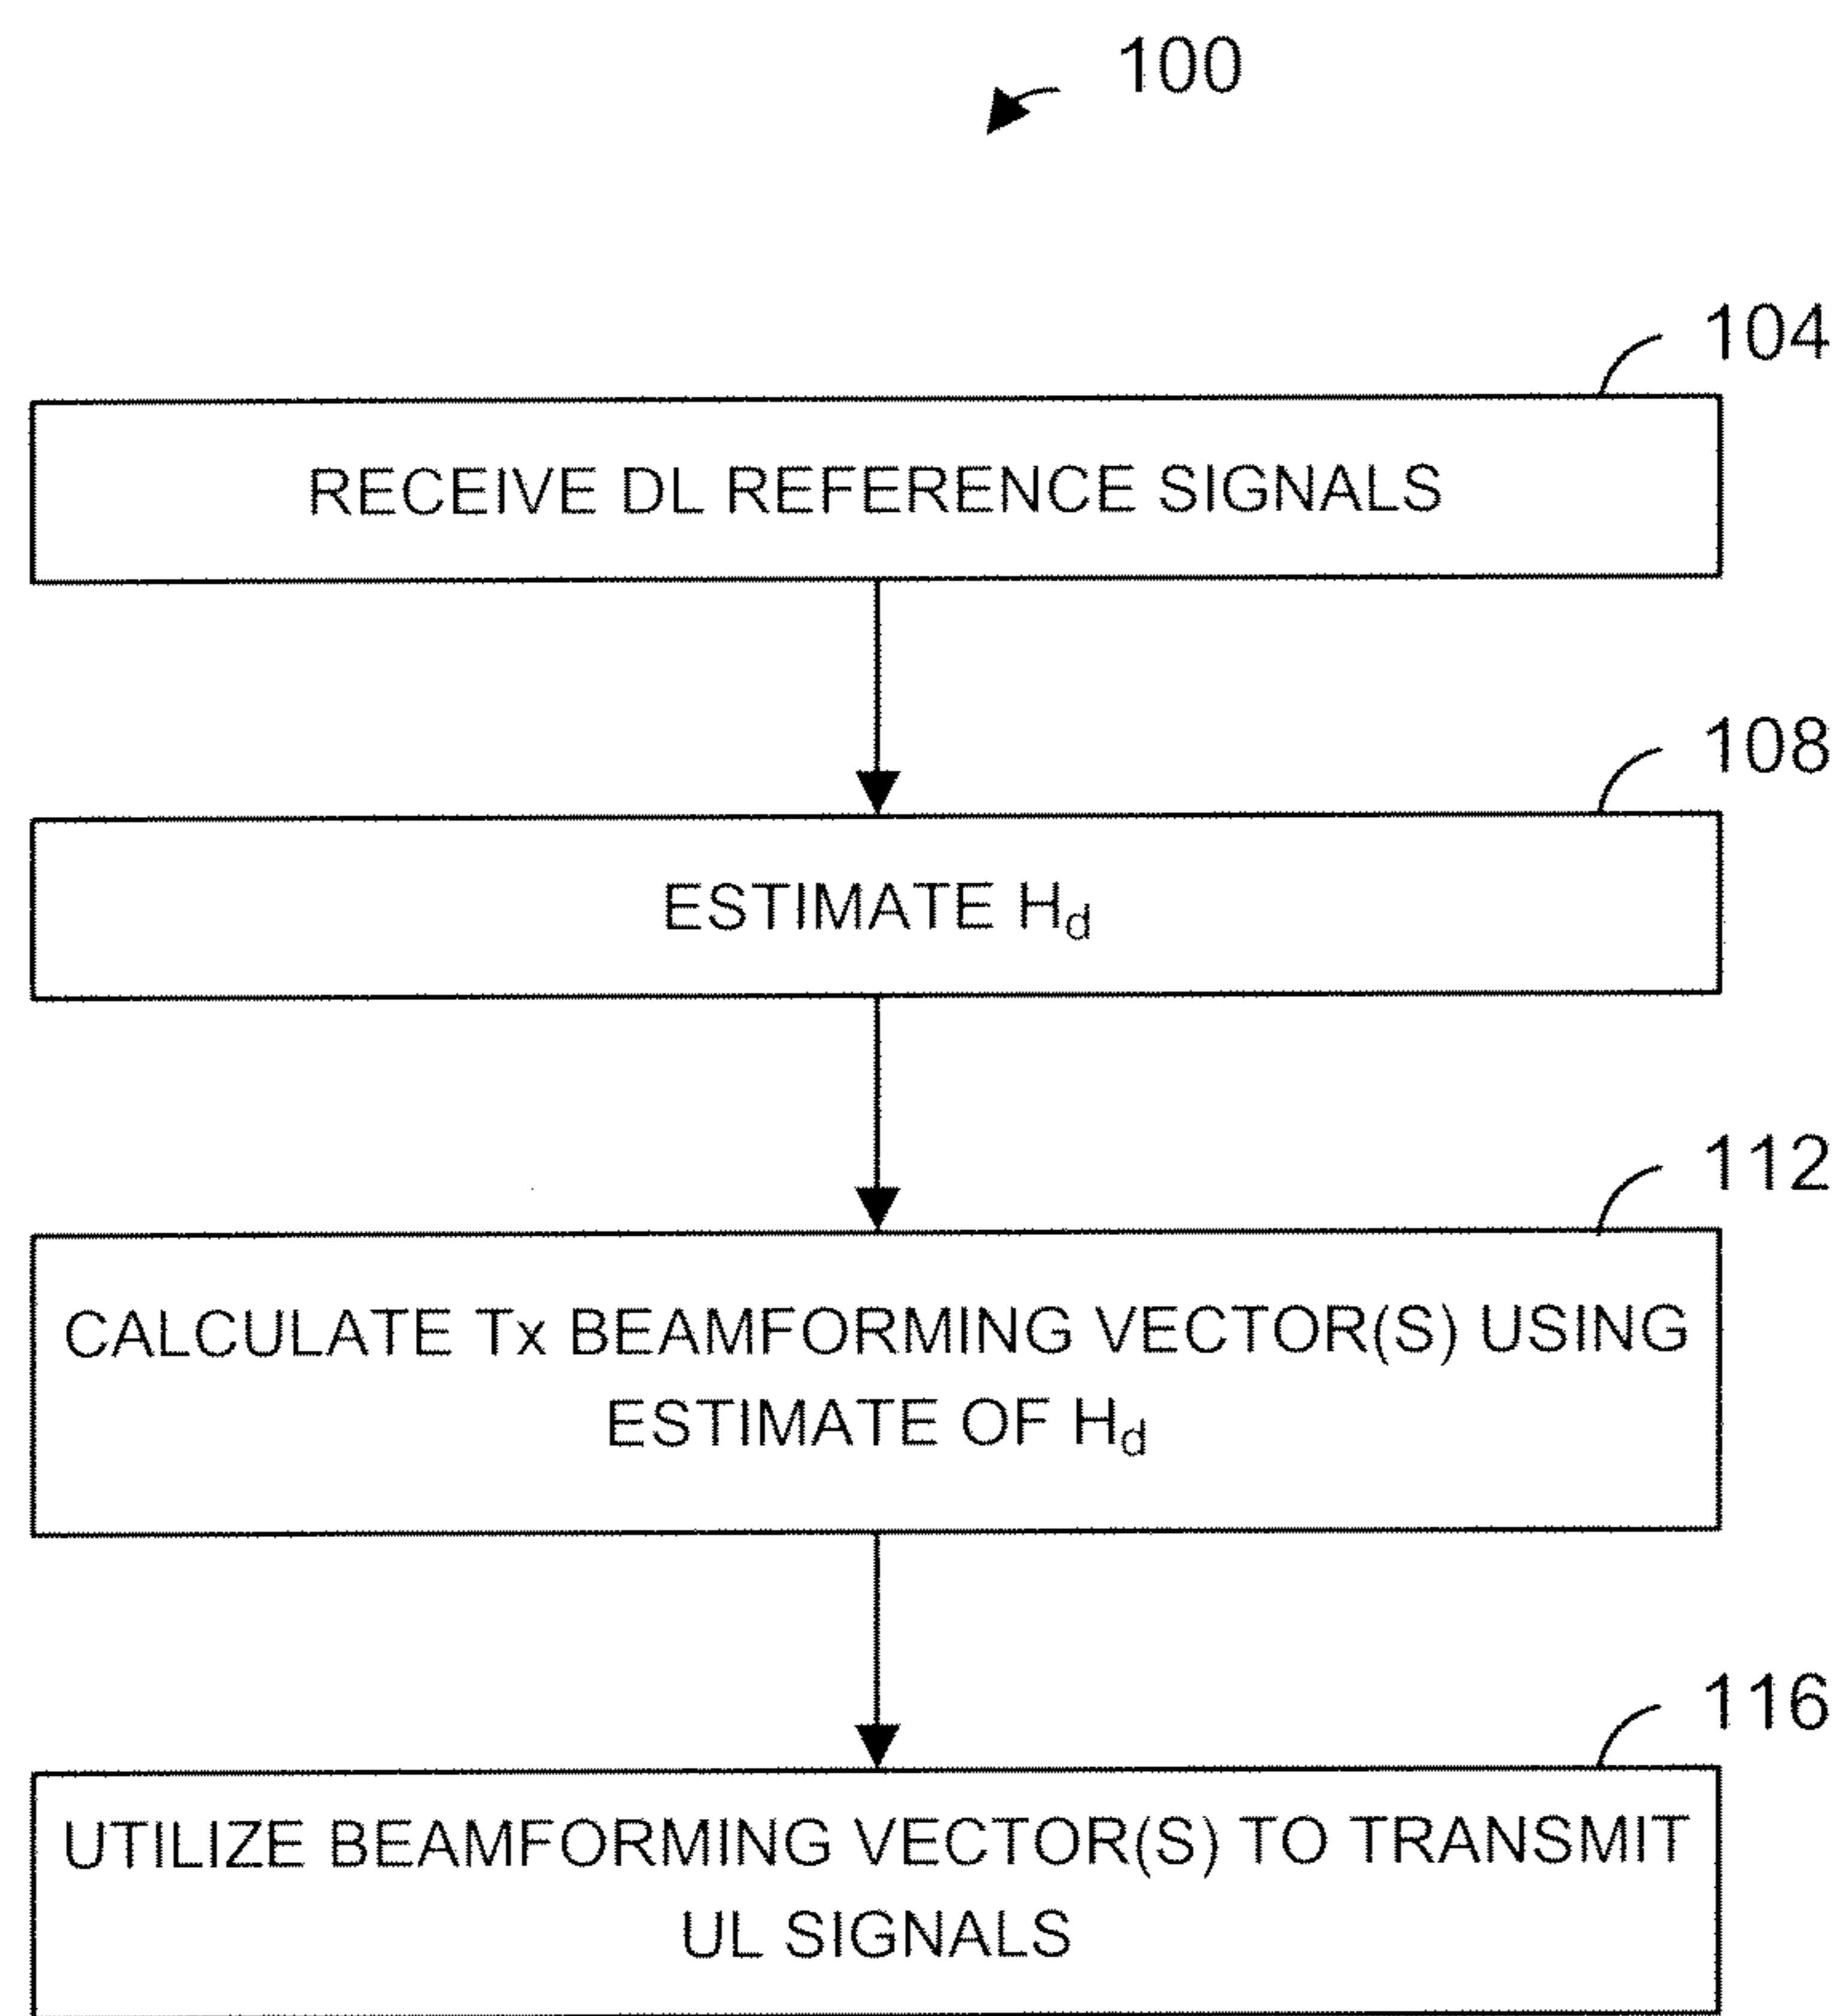 100
104
RECEIVE DL REFERENCE SIGNALS
108
ESTIMATE Hd
112
CALCULATE Tx BEAMFORMING VECTOR(S) USING
ESTIMATE OF Hd
116
UTILIZE BEAMFORMING VECTOR(S) TO TRANSMIT
UL SIGNALS